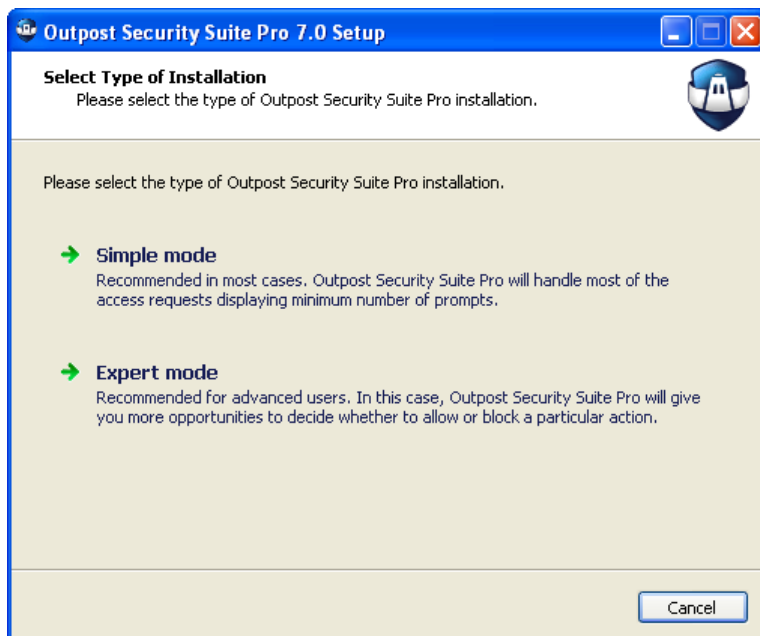 Outpost Security Suite Pro 7.0 Setup
Select Type of Installation
Please select the type of Outpost Security Suite Pro installation.
Please select the type of Outpost Security Suite Pro installation.
Simple mode
Recommended in most cases. Outpost Security Suite Pro will handle most of the
access requests displaying minimum number of prompts.
Expert mode
Recommended for advanced users. In this case, Outpost Security Suite Pro will give
you more opportunities to decide whether to allow or block a particular action.
Cancel